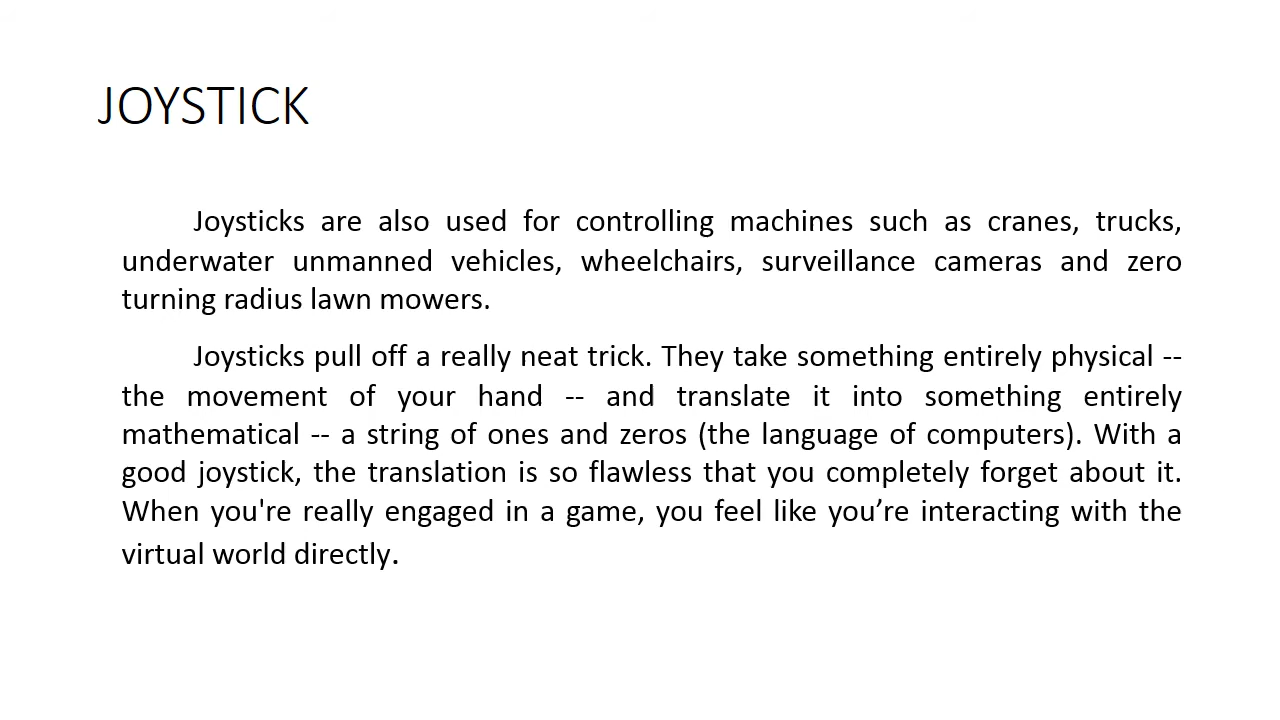 JOYSTICK
Joysticks are also used for controlling machines such as cranes, trucks,
underwater unmanned vehicles, wheelchairs, surveillance cameras and zero
turning radius lawn mowers.
Joysticks pull off a really neat trick. They take something entirely physical --
the movement of your hand -- and translate it into something entirely
mathematical -- a string of ones and zeros (the language of computers). With a
good joystick, the translation is so flawless that you completely forget about it.
When you're really engaged in a game, you feel like you’re interacting with the
virtual world directly.